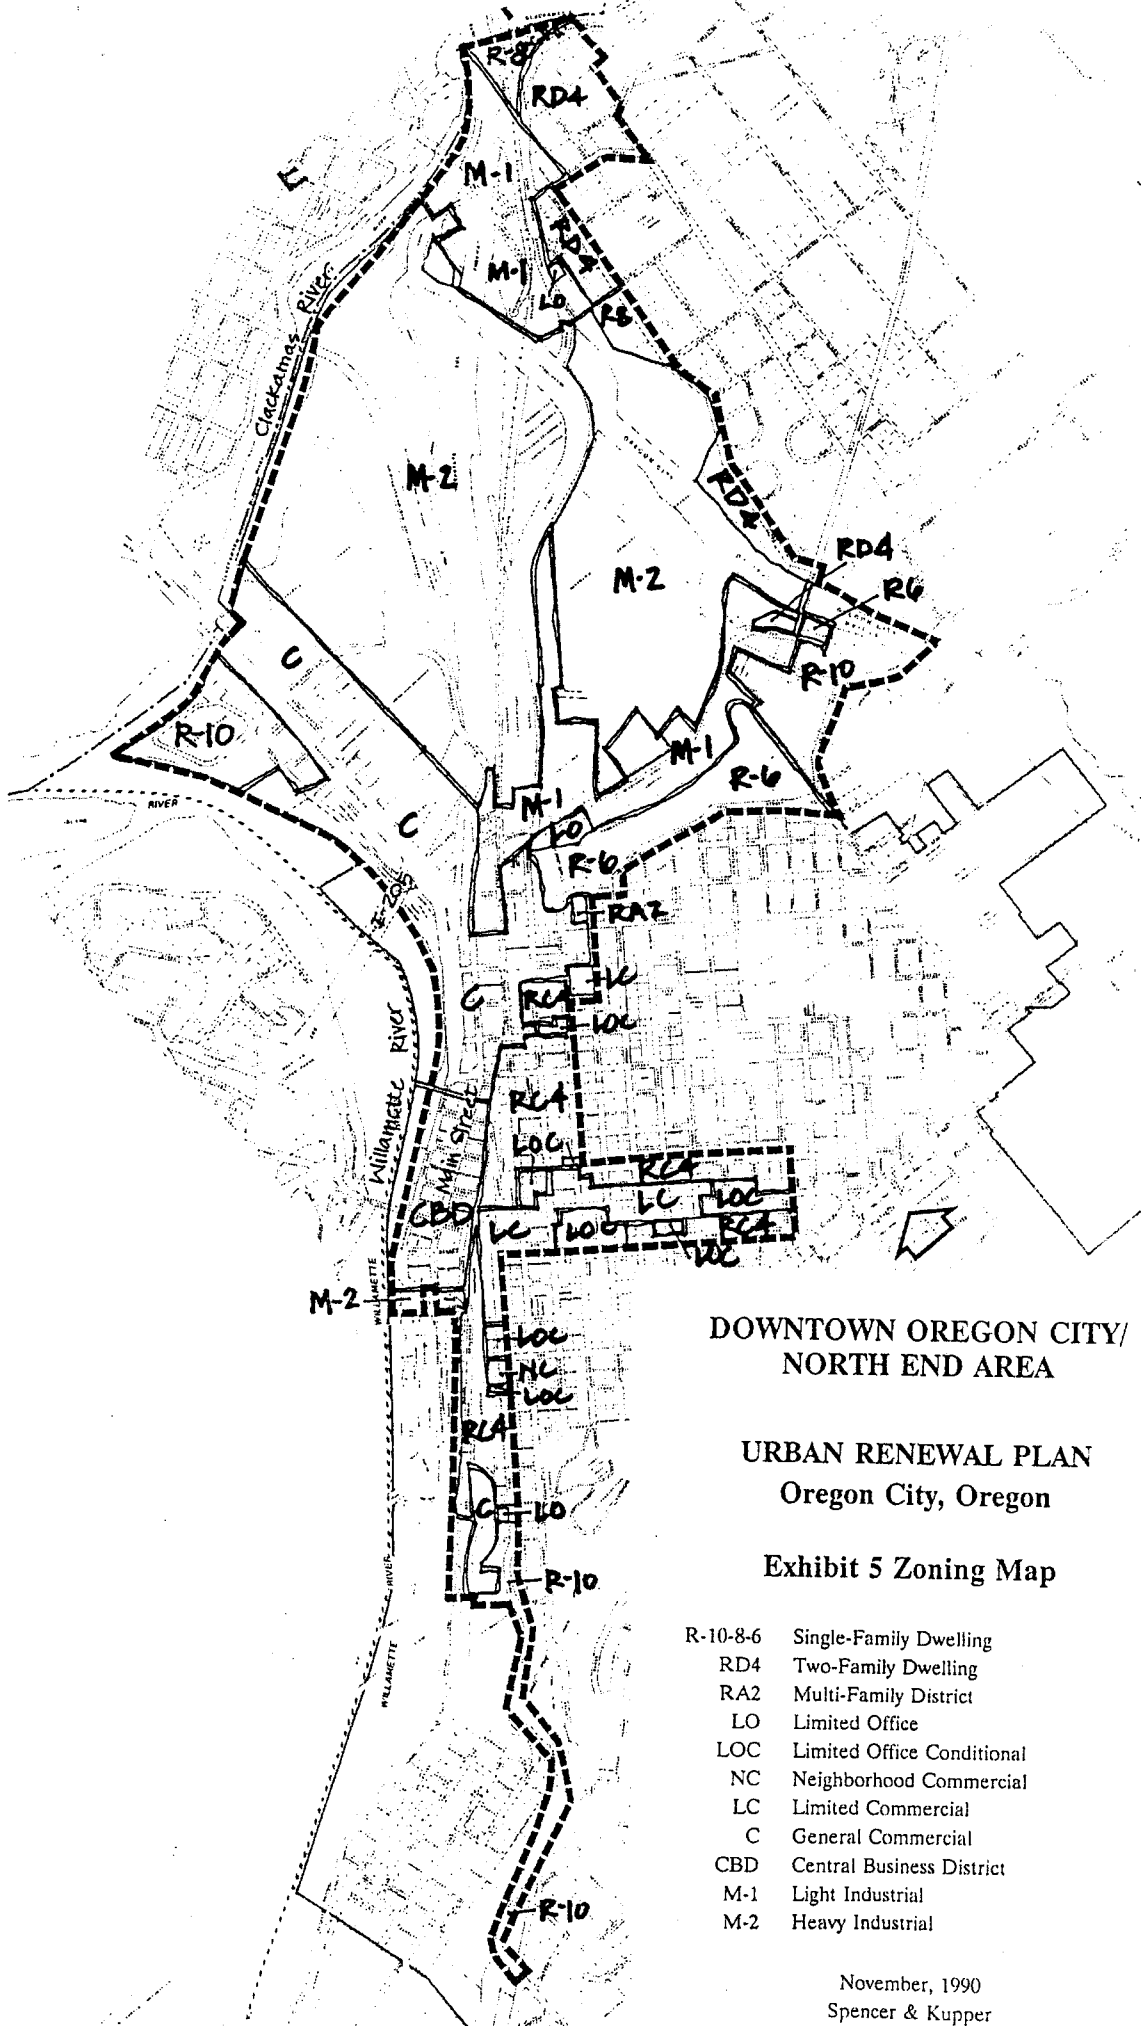 CLACKAMAS
R-8
RD4
M-1
RD4
M-1
LO
R8
River
Clackamas
OREGON CITY
M-2
RD4
RD4
M-2
R6
C
R-10
R-10
M-1
R-6
RIVER
M-1
LO
C
R-6
I-205
RA2
LC
C
RC4
LOC
Willamette River
Main Street
RC4
LOC
RC4
LC
LOC
CBD
LC
LOC
RC4
LOC
WILLAMETTE
M-2
LOC
NC
LOC
RC4
C
LO
R-10
RIVER
WILLAMETTE
R-10
DOWNTOWN OREGON CITY/
NORTH END AREA
URBAN RENEWAL PLAN
Oregon City, Oregon
Exhibit 5 Zoning Map
R-10-8-6 Single-Family Dwelling
RD4 Two-Family Dwelling
RA2 Multi-Family District
LO Limited Office
LOC Limited Office Conditional
NC Neighborhood Commercial
LC Limited Commercial
C General Commercial
CBD Central Business District
M-1 Light Industrial
M-2 Heavy Industrial
November, 1990
Spencer & Kupper